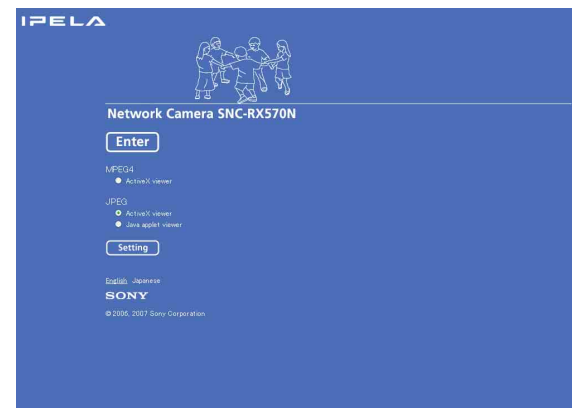 IPELA
Network Camera SNC-RX570N
Enter
MPEG4
ActiveX viewer
JPEG
ActiveX viewer
Java applet viewer
Setting
English Japanese
SONY
© 2005, 2007 Sony Corporation